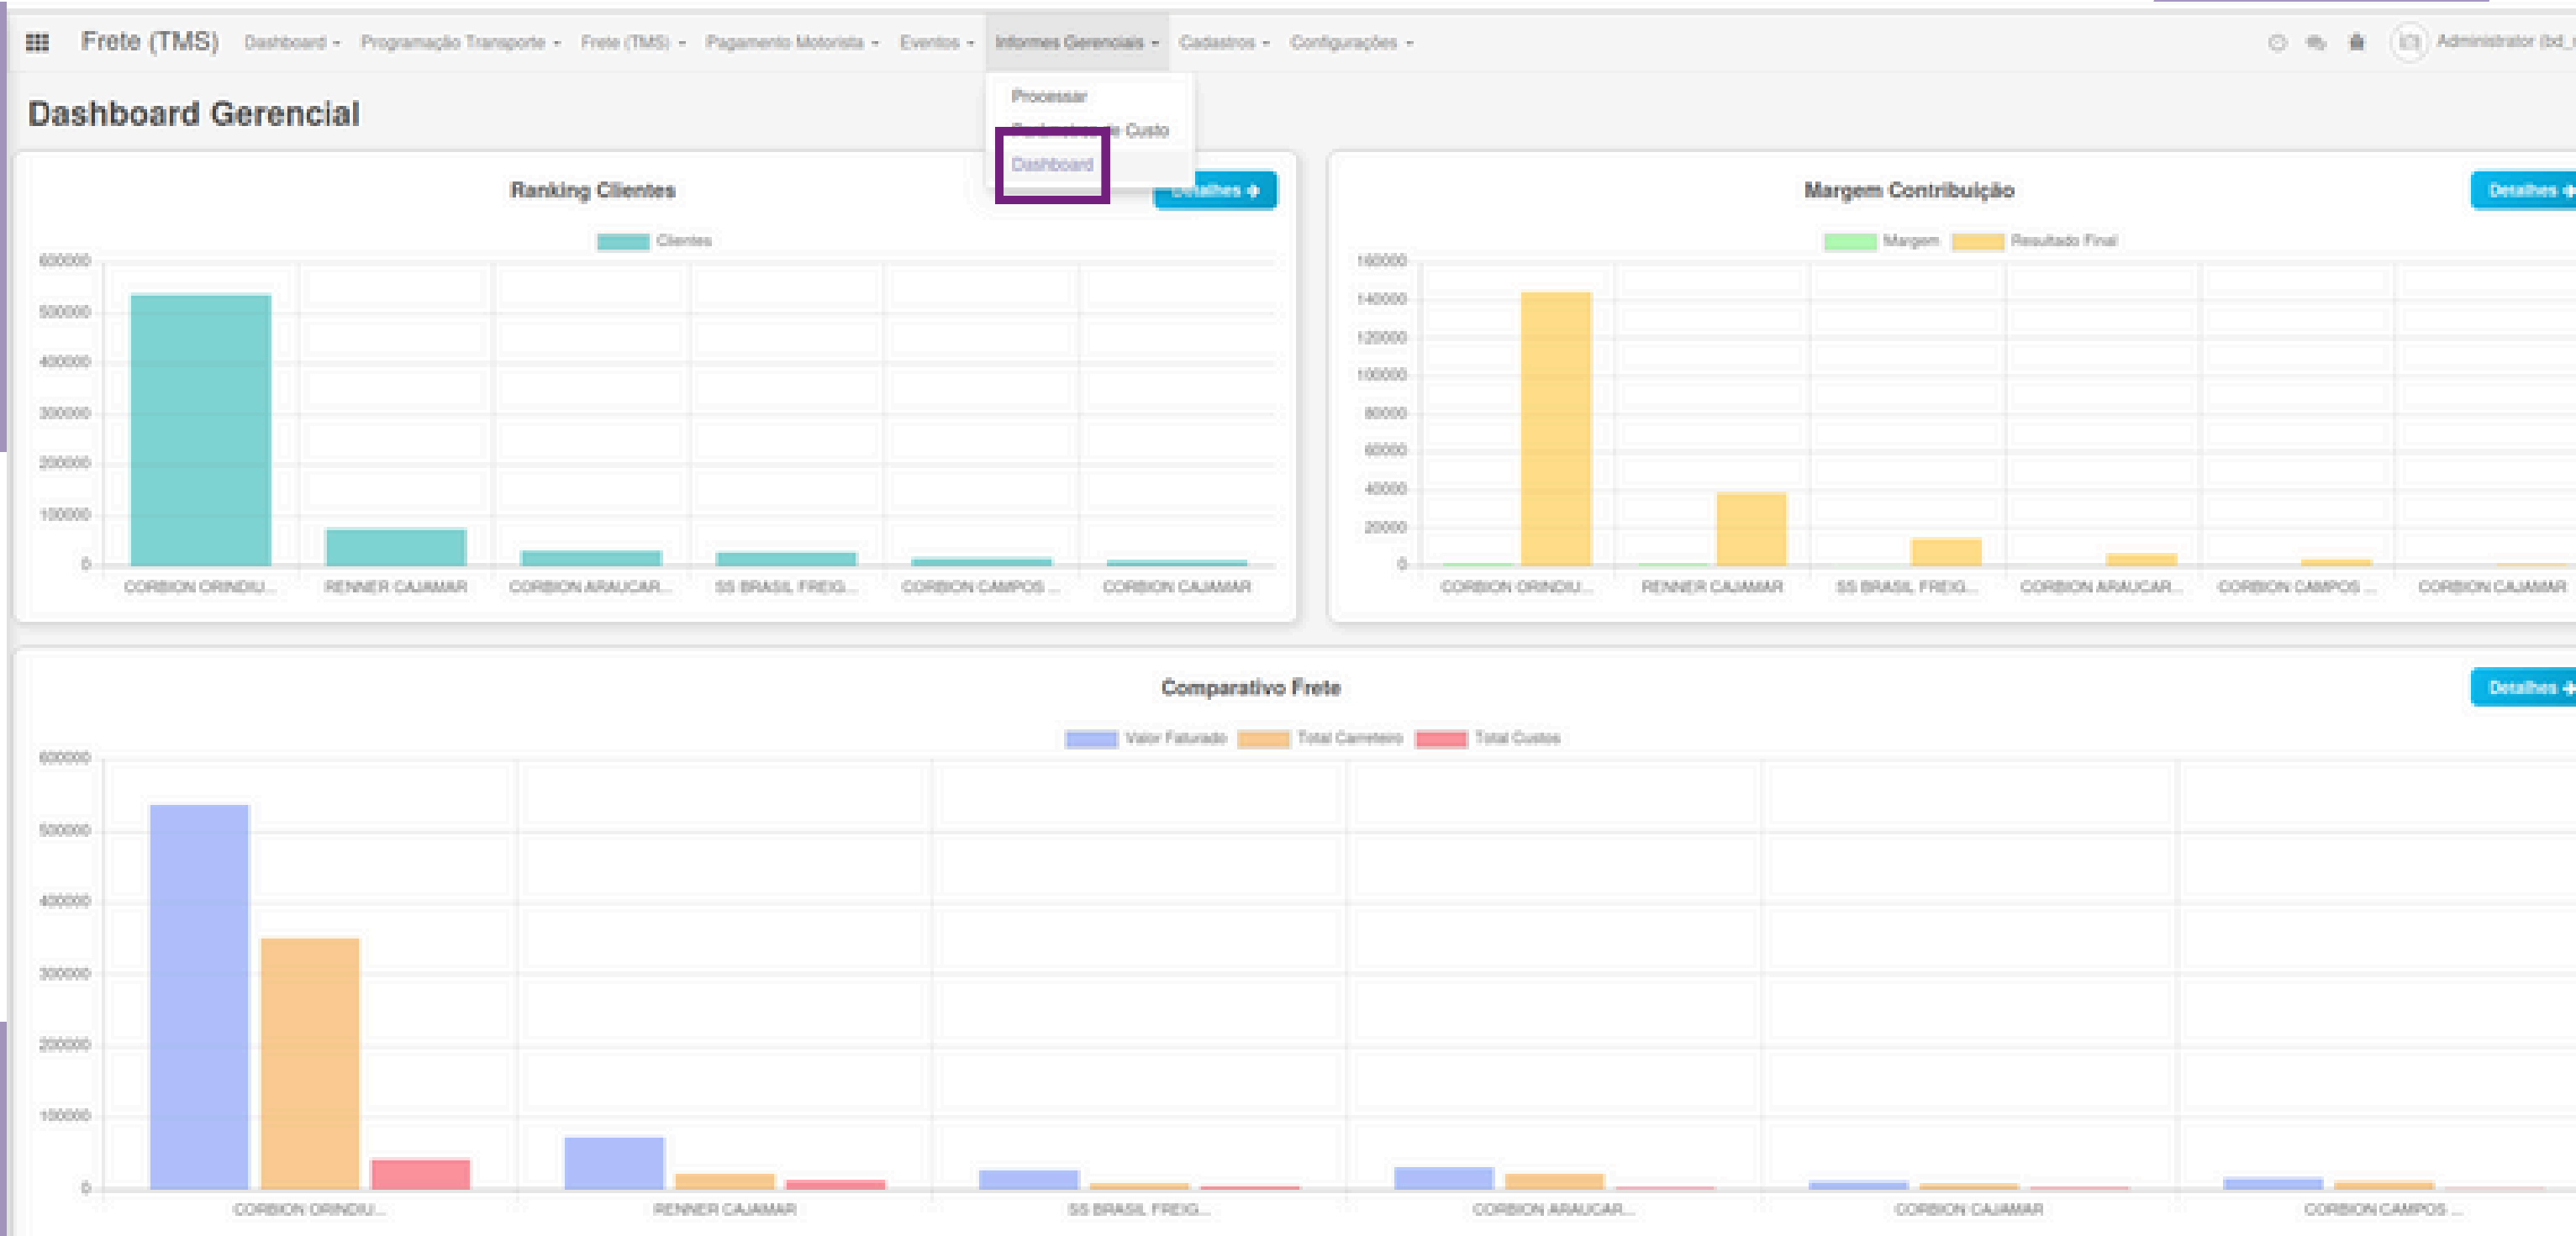 Frete (TMS) Dashboard Programação Transporte Frete (TMS) Pagamento Motorista Eventos Informes Gerenciais Cadastros Configurações Administrator (bd_
Processar
Parâmetros de Custo
Dashboard
Dashboard Gerencial
Ranking Clientes
Detalhes
Clientes
600000
500000
400000
300000
200000
100000
0
CORBION ORINDIU... RENNER CAJAMAR CORBION ARAUCAR... SS BRASIL FREIG... CORBION CAMPOS ... CORBION CAJAMAR
Margem Contribuição
Detalhes
Margem Resultado Final
160000
140000
120000
100000
80000
60000
40000
20000
0
CORBION ORINDIU... RENNER CAJAMAR SS BRASIL FREIG... CORBION ARAUCAR... CORBION CAMPOS ... CORBION CAJAMAR
Comparativo Frete
Detalhes
Valor Faturado Total Carreteiro Total Custos
600000
500000
400000
300000
200000
100000
0
CORBION ORINDIU... RENNER CAJAMAR SS BRASIL FREIG... CORBION ARAUCAR... CORBION CAJAMAR CORBION CAMPOS ...